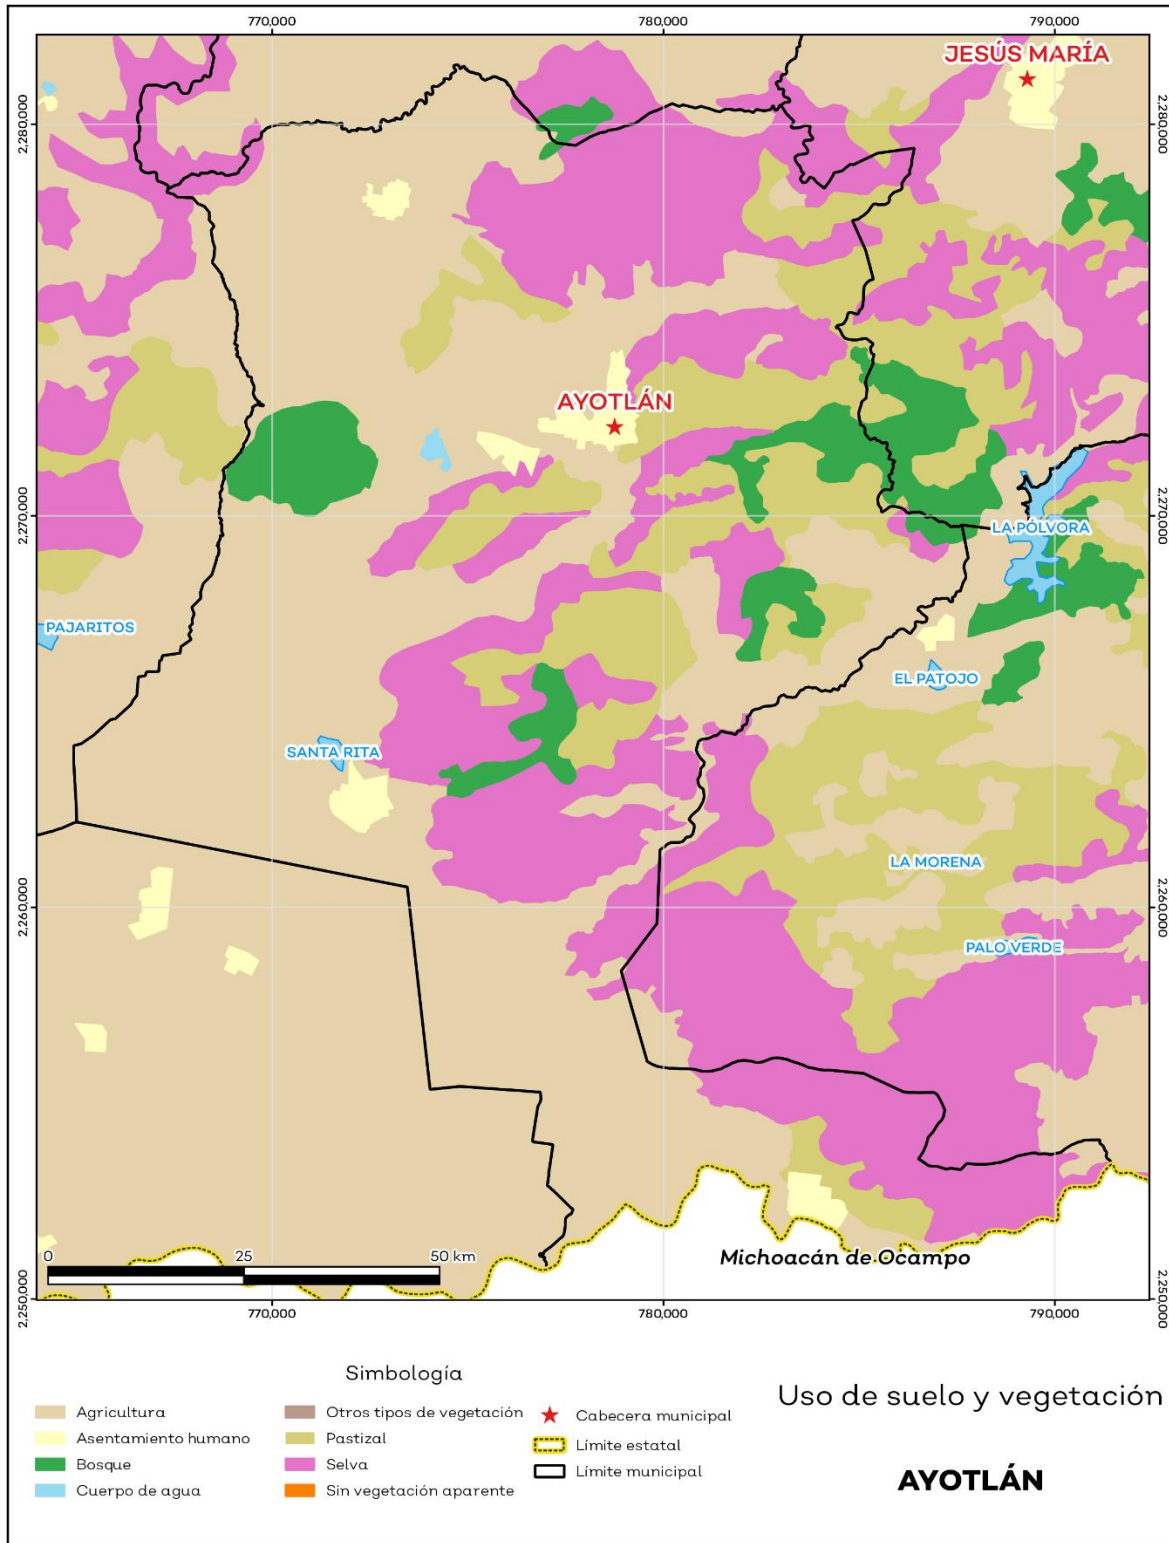 770,000
780,000
790,000
JESÚS MARÍA
2,280,000
2,280,000
AYOTLÁN
2,270,000
2,270,000
LA PÓLVORA
PAJARITOS
EL PATOJO
SANTA RITA
LA MORENA
2,260,000
2,260,000
PALO VERDE
0
25
50 km
Michoacán de Ocampo
2,250,000
2,250,000
770,000
780,000
790,000
Simbología
Agricultura
Asentamiento humano
Bosque
Cuerpo de agua
Otros tipos de vegetación
Pastizal
Selva
Sin vegetación aparente
Cabecera municipal
Límite estatal
Límite municipal
Uso de suelo y vegetación
AYOTLÁN